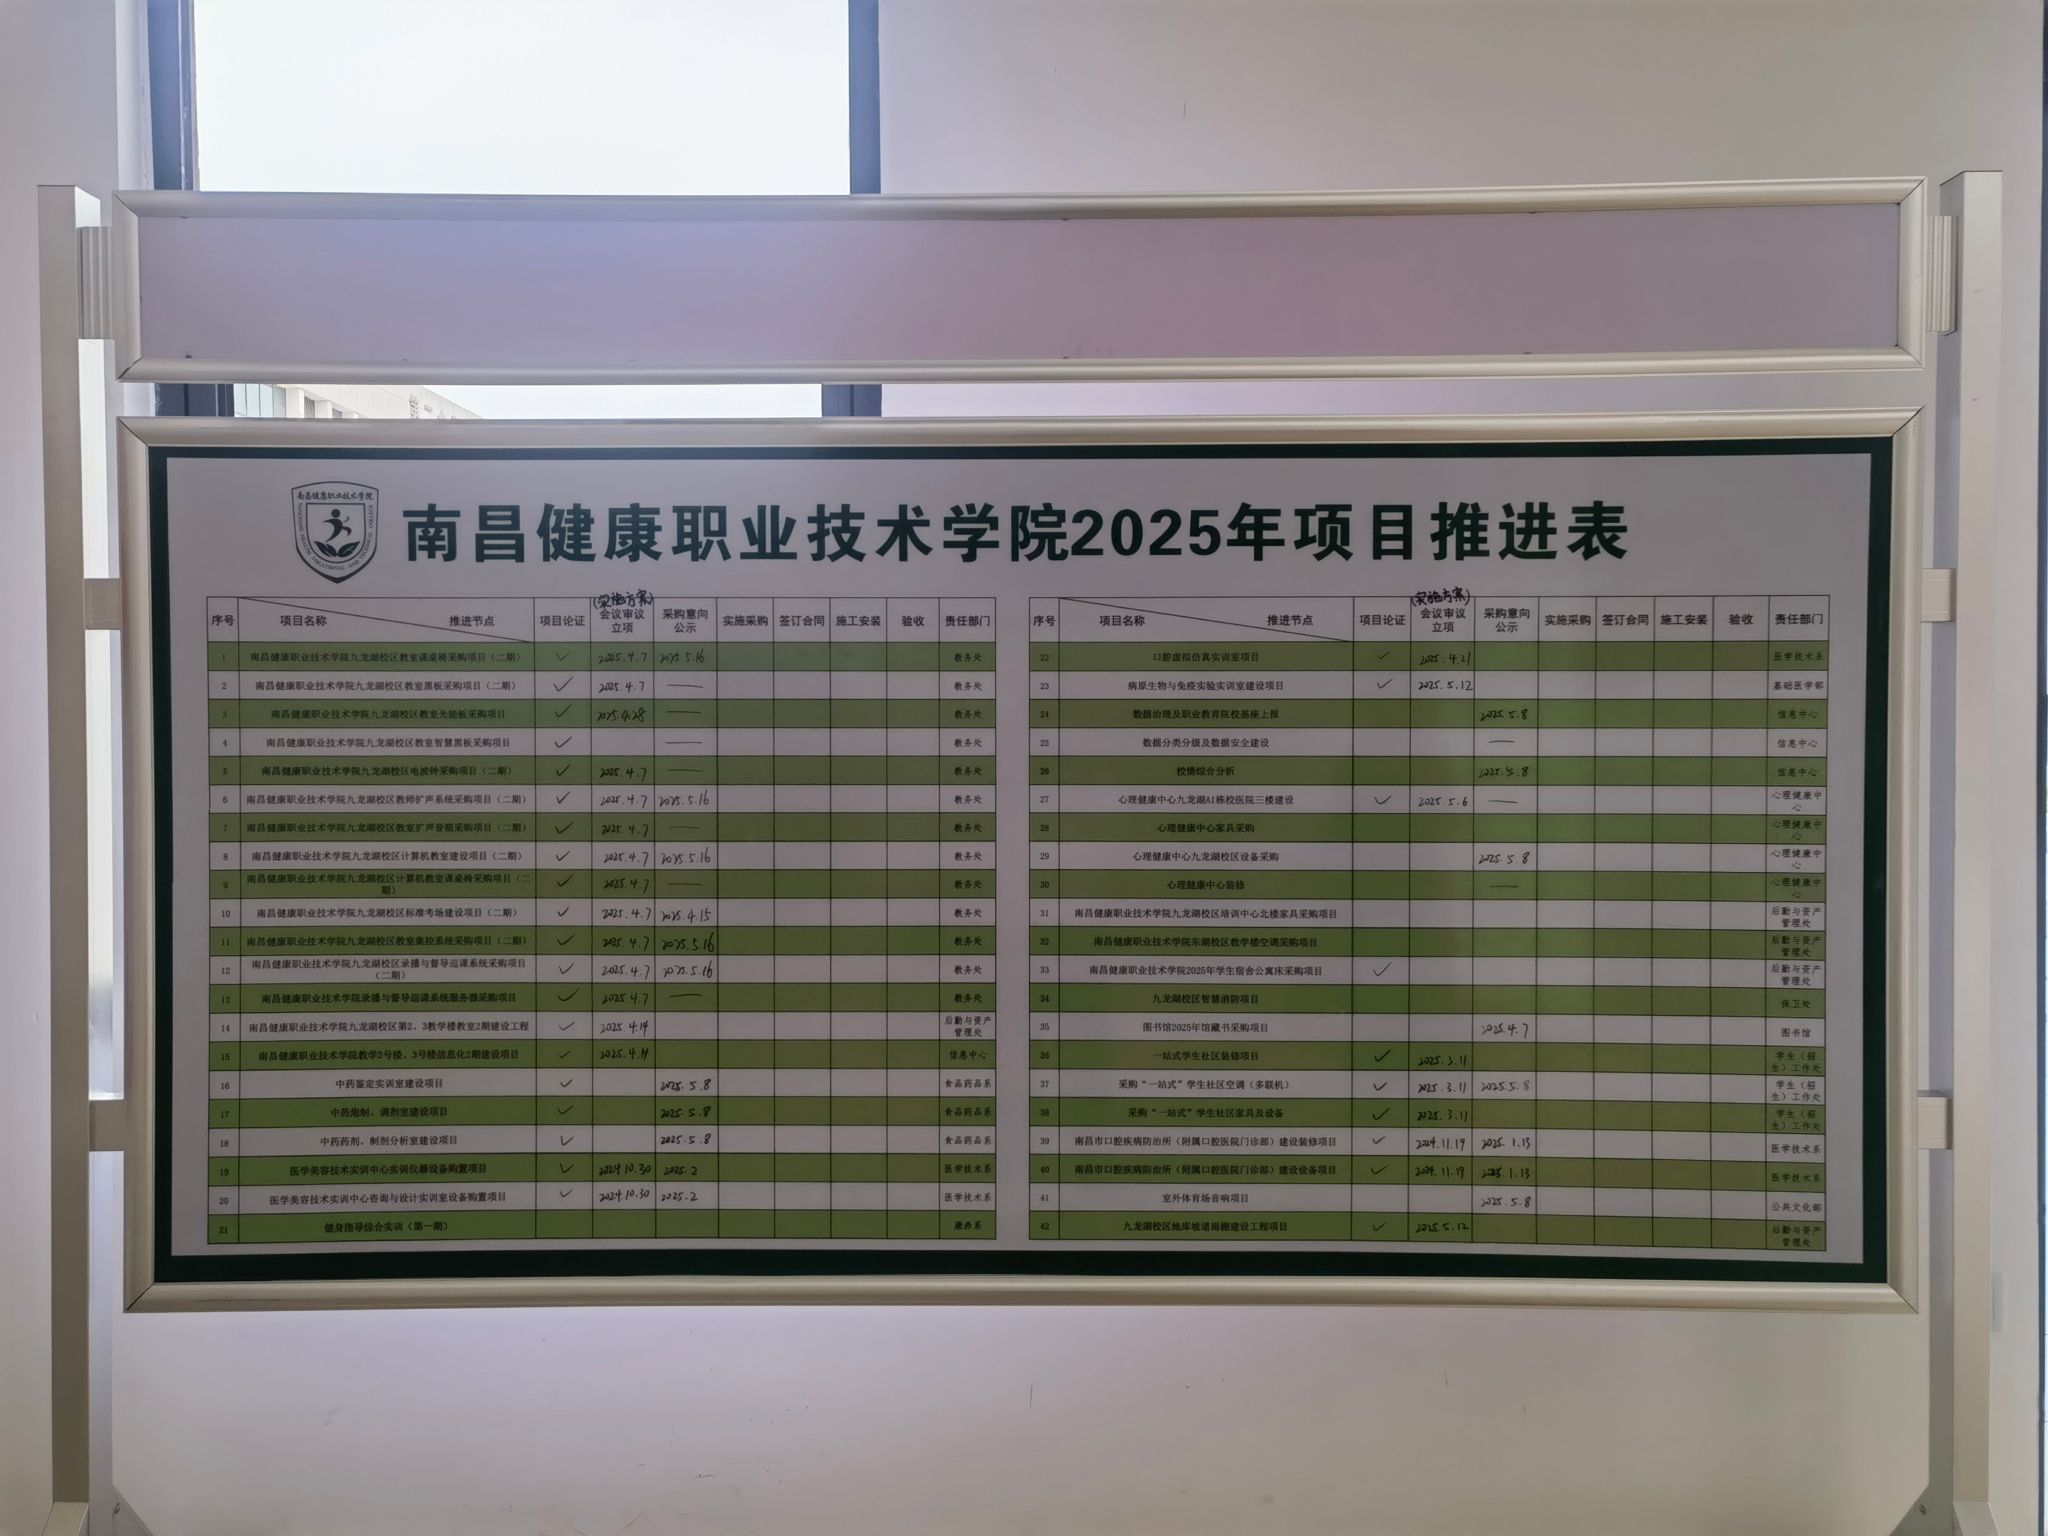 南昌健康职业技术学院
NANCHANG HEALTH VOCATIONAL AND TECHNICAL COLLEGE
南昌健康职业技术学院2025年项目推进表
序号 项目名称 推进节点 项目论证 (实施方案)会议审议立项 采购意向公示 实施采购 签订合同 施工安装 验收 责任部门
1 南昌健康职业技术学院九龙湖校区教室课桌椅采购项目（二期） ✓ 2025.4.7 2025.5.16 教务处
2 南昌健康职业技术学院九龙湖校区教室黑板采购项目（二期） ✓ 2025.4.7 — 教务处
3 南昌健康职业技术学院九龙湖校区教室光能板采购项目 ✓ 2025.4.28 — 教务处
4 南昌健康职业技术学院九龙湖校区教室智慧黑板采购项目 ✓ — 教务处
5 南昌健康职业技术学院九龙湖校区电波钟采购项目（二期） ✓ 2025.4.7 — 教务处
6 南昌健康职业技术学院九龙湖校区教师扩声系统采购项目（二期） ✓ 2025.4.7 2025.5.16 教务处
7 南昌健康职业技术学院九龙湖校区教室扩声音箱采购项目（二期） ✓ 2025.4.7 — 教务处
8 南昌健康职业技术学院九龙湖校区计算机教室建设项目（二期） ✓ 2025.4.7 2025.5.16 教务处
9 南昌健康职业技术学院九龙湖校区计算机教室课桌椅采购项目（二期） ✓ 2025.4.7 — 教务处
10 南昌健康职业技术学院九龙湖校区标准考场建设项目（二期） ✓ 2025.4.7 2025.4.15 教务处
11 南昌健康职业技术学院九龙湖校区教室集控系统采购项目（二期） ✓ 2025.4.7 2025.5.16 教务处
12 南昌健康职业技术学院九龙湖校区录播与督导巡课系统采购项目（二期） ✓ 2025.4.7 2025.5.16 教务处
13 南昌健康职业技术学院录播与督导巡课系统服务器采购项目 ✓ 2025.4.7 — 教务处
14 南昌健康职业技术学院九龙湖校区第2、3教学楼教室2期建设工程 ✓ 2025.4.14 后勤与资产管理处
15 南昌健康职业技术学院教学2号楼、3号楼信息化2期建设项目 ✓ 2025.4.14 信息中心
16 中药鉴定实训室建设项目 ✓ 2025.5.8 食品药品系
17 中药炮制、调剂室建设项目 ✓ 2025.5.8 食品药品系
18 中药药剂、制剂分析室建设项目 ✓ 2025.5.8 食品药品系
19 医学美容技术实训中心实训仪器设备购置项目 ✓ 2024.10.30 2025.2 医学技术系
20 医学美容技术实训中心咨询与设计实训室设备购置项目 ✓ 2024.10.30 2025.2 医学技术系
21 健身指导综合实训（第一期） 康养系
序号 项目名称 推进节点 项目论证 (实施方案)会议审议立项 采购意向公示 实施采购 签订合同 施工安装 验收 责任部门
22 口腔虚拟仿真实训室项目 ✓ 2025.4.21 医学技术系
23 病原生物与免疫实验实训室建设项目 ✓ 2025.5.12 基础医学部
24 数据治理及职业教育院校基座上报 2025.5.8 信息中心
25 数据分类分级及数据安全建设 — 信息中心
26 校情综合分析 2025.5.8 信息中心
27 心理健康中心九龙湖A1栋校医院三楼建设 ✓ 2025.5.6 — 心理健康中心
28 心理健康中心家具采购 心理健康中心
29 心理健康中心九龙湖校区设备采购 2025.5.8 心理健康中心
30 心理健康中心装修 — 心理健康中心
31 南昌健康职业技术学院九龙湖校区培训中心北楼家具采购项目 后勤与资产管理处
32 南昌健康职业技术学院东湖校区教学楼空调采购项目 后勤与资产管理处
33 南昌健康职业技术学院2025年学生宿舍公寓床采购项目 ✓ 后勤与资产管理处
34 九龙湖校区智慧消防项目 保卫处
35 图书馆2025年馆藏书采购项目 2025.4.7 图书馆
36 一站式学生社区装修项目 ✓ 2025.3.11 学生（招生）工作处
37 采购“一站式”学生社区空调（多联机） ✓ 2025.3.11 2025.5.8 学生（招生）工作处
38 采购“一站式”学生社区家具及设备 ✓ 2025.3.11 学生（招生）工作处
39 南昌市口腔疾病防治所（附属口腔医院门诊部）建设装修项目 ✓ 2024.11.19 2025.1.13 医学技术系
40 南昌市口腔疾病防治所（附属口腔医院门诊部）建设设备项目 ✓ 2024.11.19 2025.1.13 医学技术系
41 室外体育场音响项目 2025.5.8 公共文化部
42 九龙湖校区地库坡道雨棚建设工程项目 ✓ 2025.5.12 后勤与资产管理处